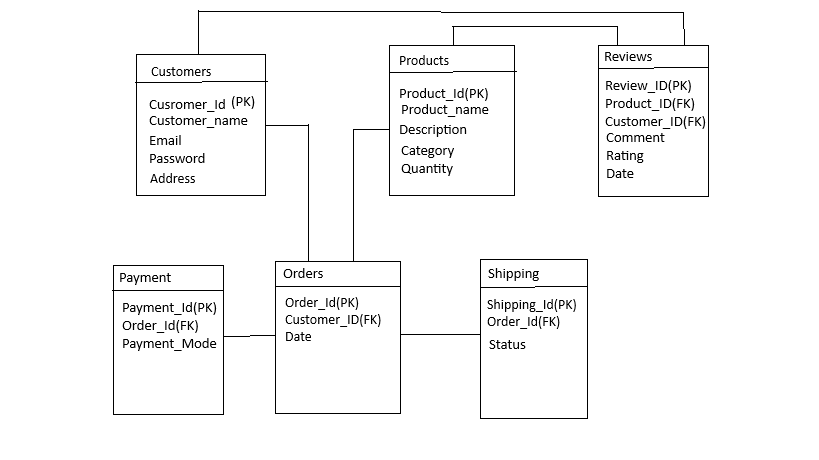 Customers
Cusromer_Id (PK)
Customer_name
Email
Password
Address
Products
Product_Id(PK)
Product_name
Description
Category
Quantity
Reviews
Review_ID(PK)
Product_ID(FK)
Customer_ID(FK)
Comment
Rating
Date
Payment
Payment_Id(PK)
Order_Id(FK)
Payment_Mode
Orders
Order_Id(PK)
Customer_ID(FK)
Date
Shipping
Shipping_Id(PK)
Order_Id(FK)
Status